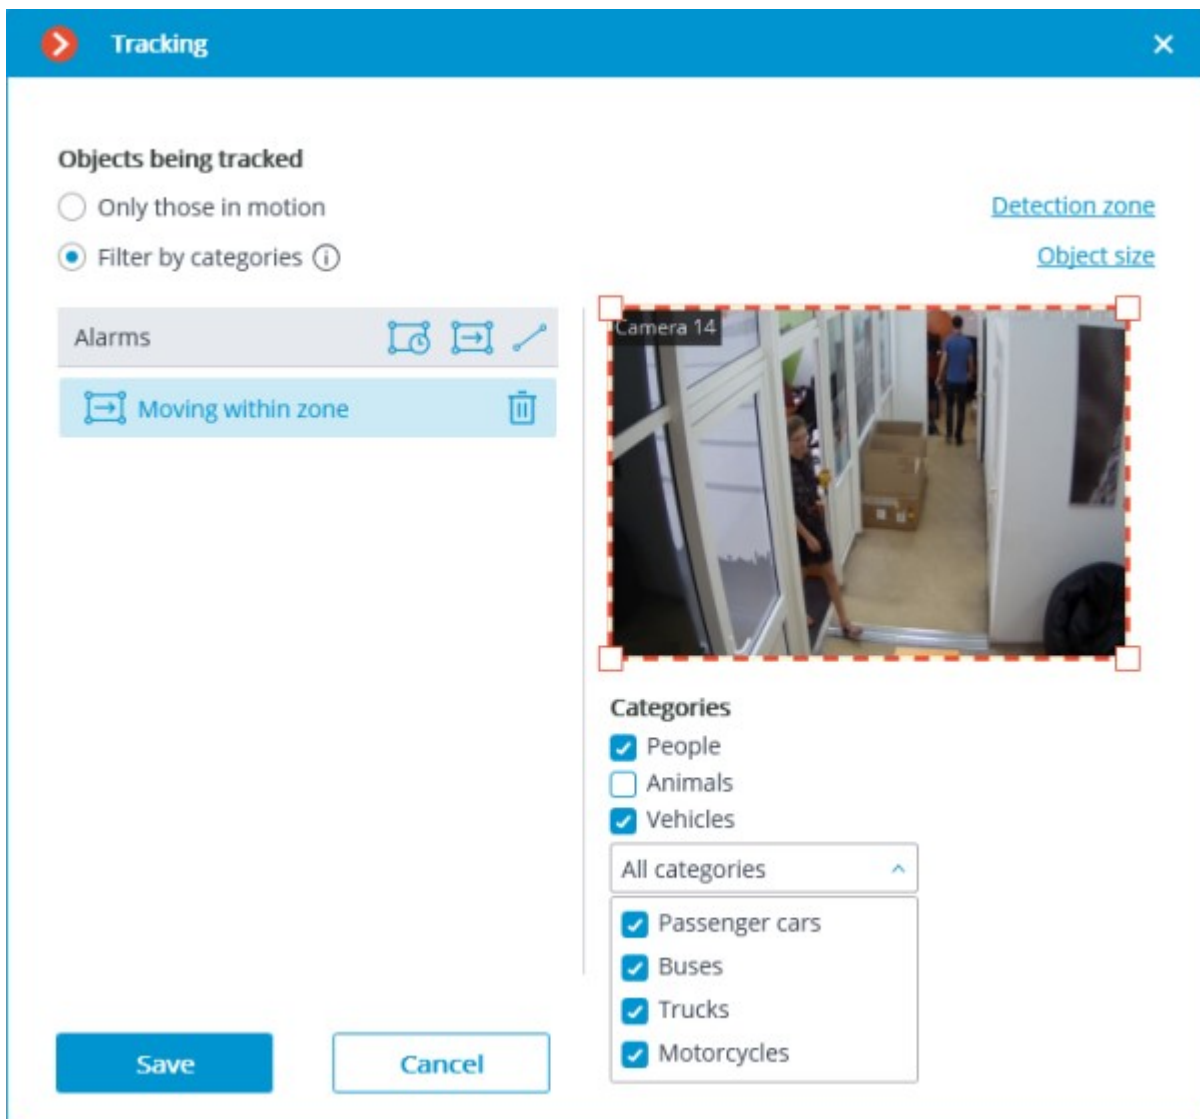 Tracking
Objects being tracked
Only those in motion
Detection zone
Filter by categories
Object size
Alarms
Camera 14
Moving within zone
Categories
People
Animals
Vehicles
All categories
Passenger cars
Buses
Trucks
Motorcycles
Save
Cancel